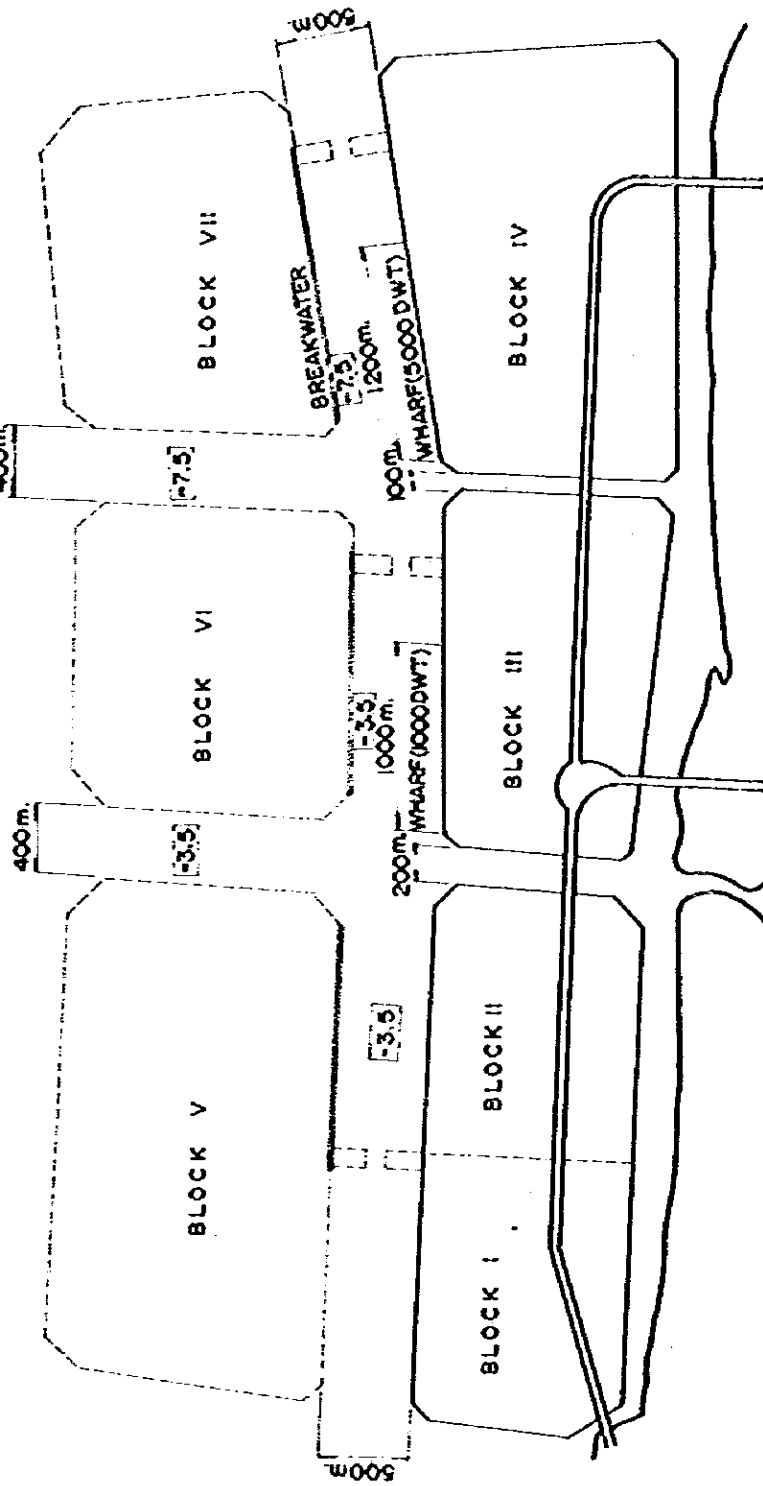 400m.
400m.
500m.
BLOCK V
BLOCK VI
BLOCK VII
[-3.5]
[-7.5]
BREAKWATER
[-3.5]
[-3.5]
[-7.5]
500m.
200m.
1000m.
WHARF(1000DWT)
100m.
1200m.
WHARF(5000DWT)
BLOCK I
BLOCK II
BLOCK III
BLOCK IV